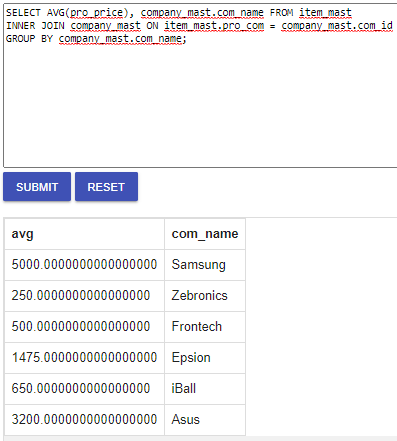 SELECT AVG(pro_price), company_mast.com_name FROM item_mast
INNER JOIN company_mast ON item_mast.pro_com = company_mast.com_id
GROUP BY company_mast.com_name;
SUBMIT RESET
avg com_name
5000.0000000000000000 Samsung
250.0000000000000000 Zebronics
500.0000000000000000 Frontech
1475.0000000000000000 Epsion
650.0000000000000000 iBall
3200.0000000000000000 Asus